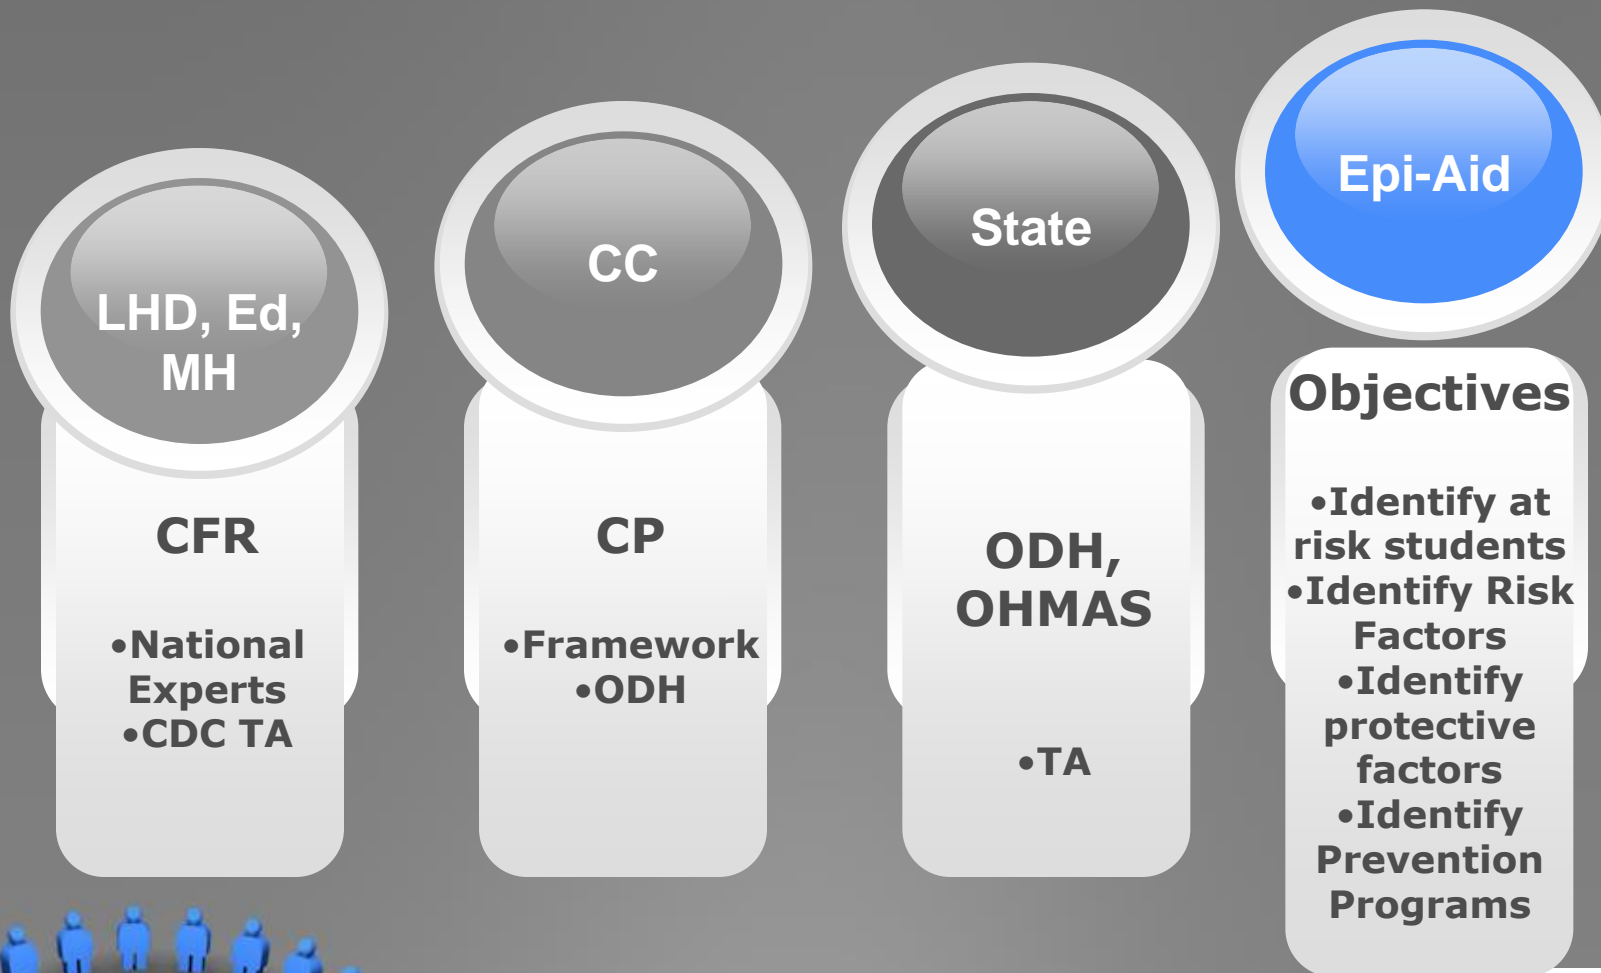 LHD, Ed,
MH
CFR
•National
Experts
•CDC TA
CC
CP
•Framework
•ODH
State
ODH,
OHMAS
•TA
Epi-Aid
Objectives
•Identify at
risk students
•Identify Risk
Factors
•Identify
protective
factors
•Identify
Prevention
Programs